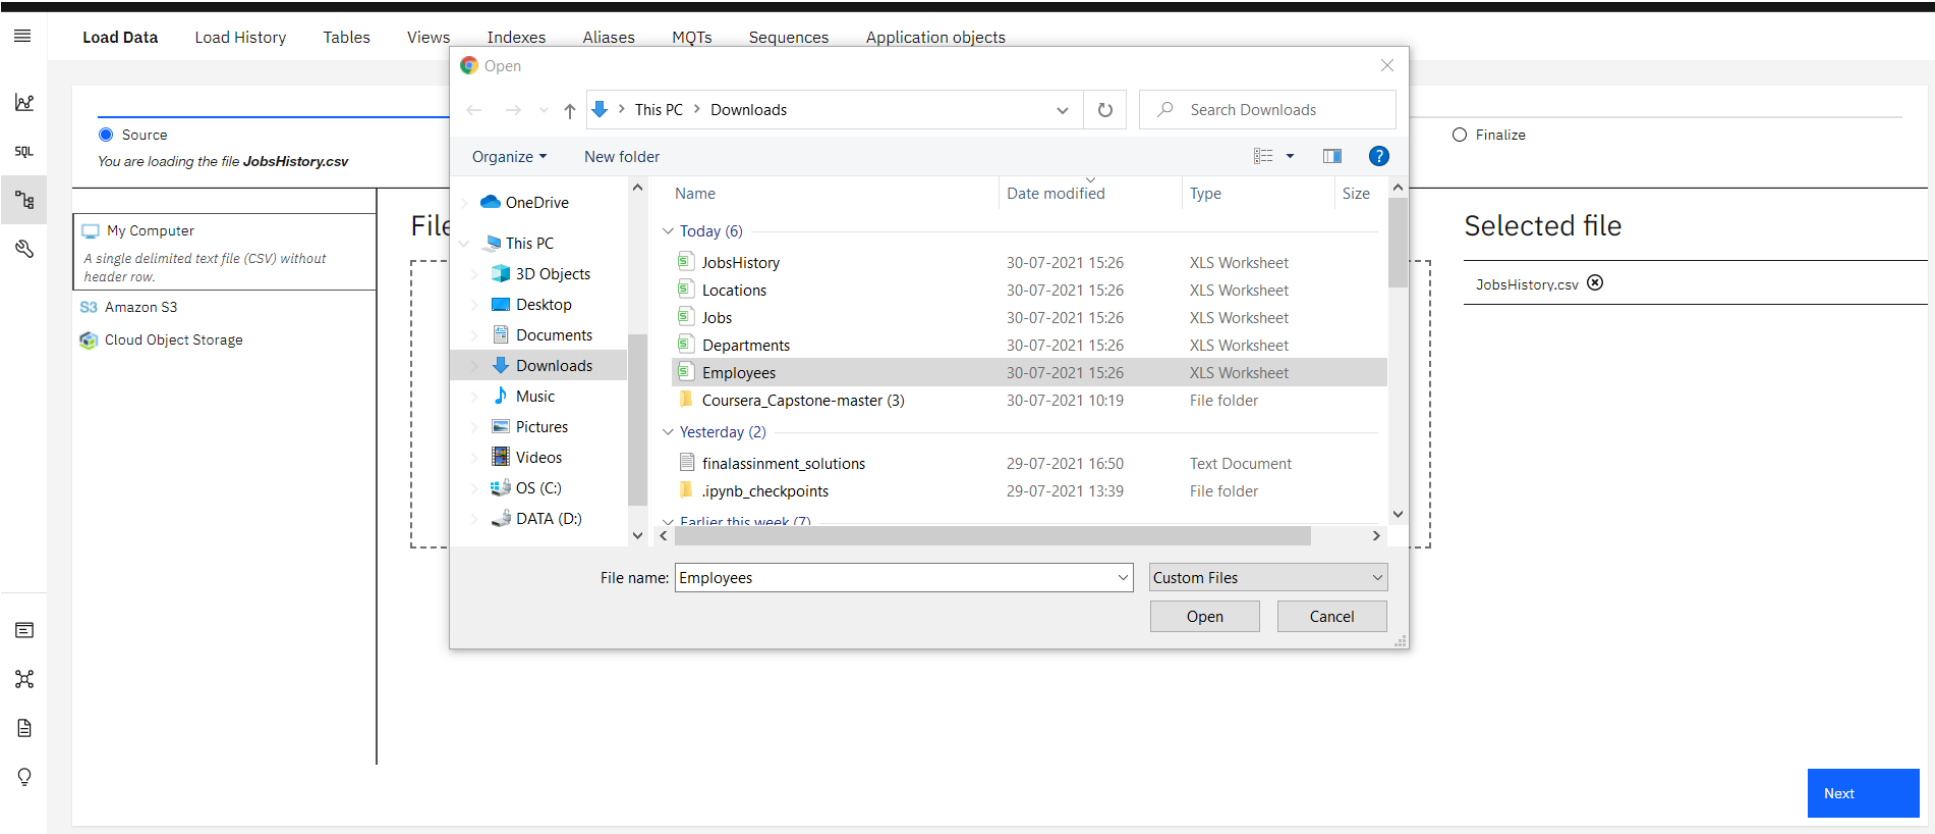 Load Data Load History Tables Views Indexes Aliases MQTs Sequences Application objects
Open
This PC > Downloads
Search Downloads
Source
Finalize
You are loading the file JobsHistory.csv
SQL
Organize New folder
?
Name Date modified Type Size
OneDrive
This PC
3D Objects
Desktop
Documents
Downloads
Music
Pictures
Videos
OS (C:)
DATA (D:)
Today (6)
JobsHistory 30-07-2021 15:26 XLS Worksheet
Locations 30-07-2021 15:26 XLS Worksheet
Jobs 30-07-2021 15:26 XLS Worksheet
Departments 30-07-2021 15:26 XLS Worksheet
Employees 30-07-2021 15:26 XLS Worksheet
Coursera_Capstone-master (3) 30-07-2021 10:19 File folder
Yesterday (2)
finalassinment_solutions 29-07-2021 16:50 Text Document
.ipynb_checkpoints 29-07-2021 13:39 File folder
Earlier this week (7)
File name: Employees Custom Files
Open Cancel
My Computer
A single delimited text file (CSV) without
header row.
S3 Amazon S3
Cloud Object Storage
File
Selected file
JobsHistory.csv
Next